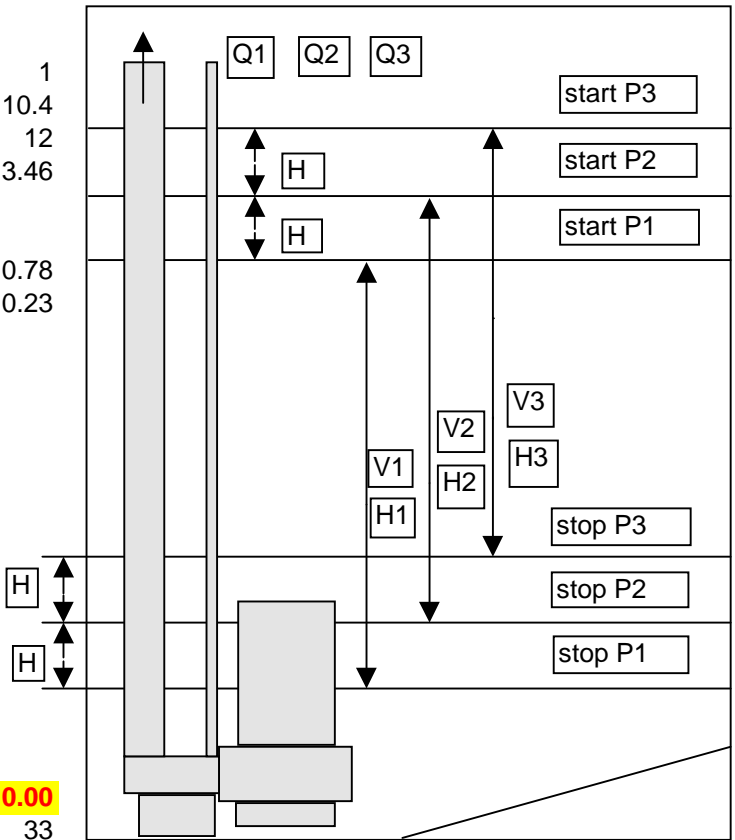 Q1 Q2 Q3
1
10.4
start P3
12
3.46
H
start P2
H
start P1
0.78
0.23
V3
V2
H3
V1
H2
H1
stop P3
H
stop P2
H
stop P1
0.00
33